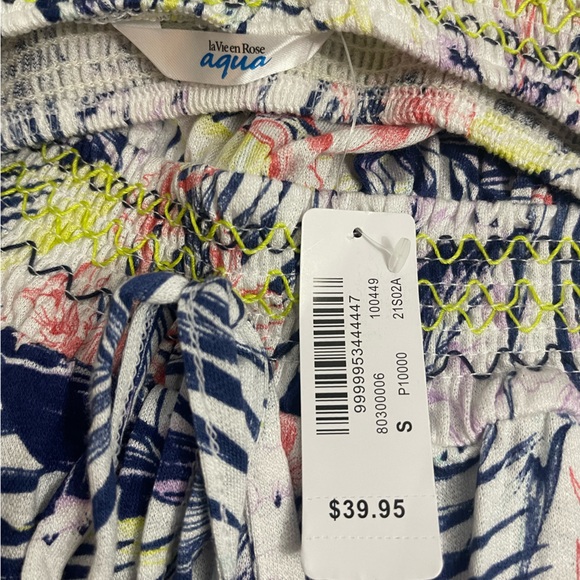 la Vie en Rose
aqua
9999953444447
80300006 100449
S P10000 21S02A
$39.95